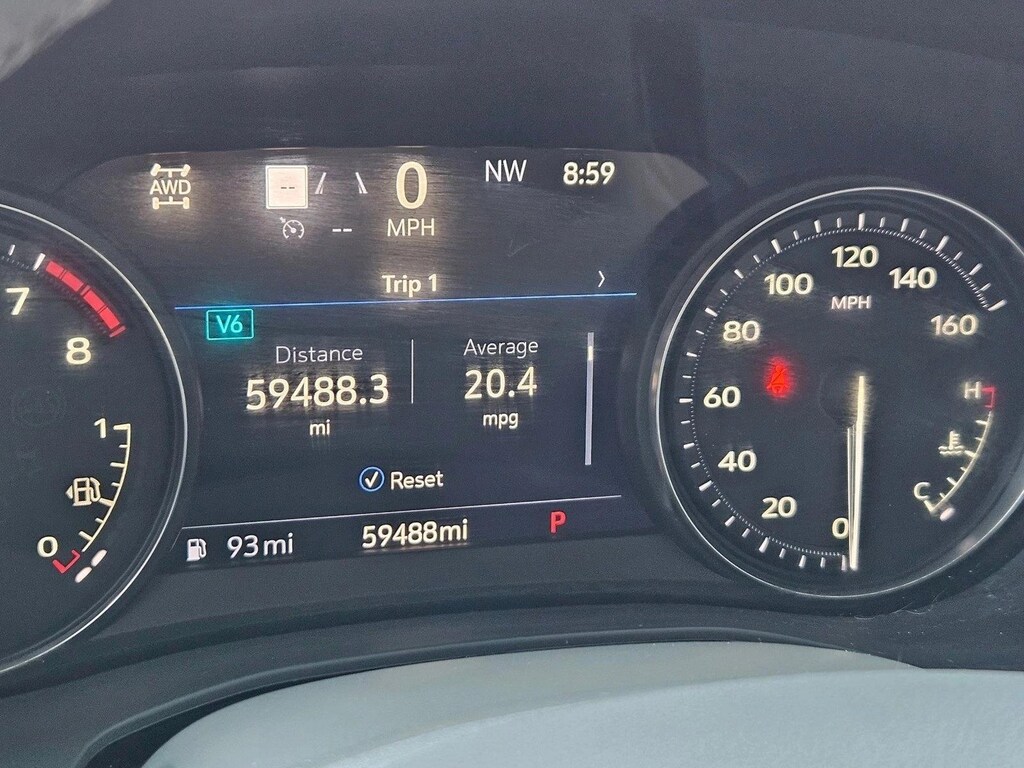 AWD
--
--
0
MPH
NW
8:59
Trip 1
V6
Distance
59488.3
mi
Average
20.4
mpg
Reset
93mi
59488mi
P
7
8
1
0
0
20
40
60
80
100
120
140
160
MPH
H
C